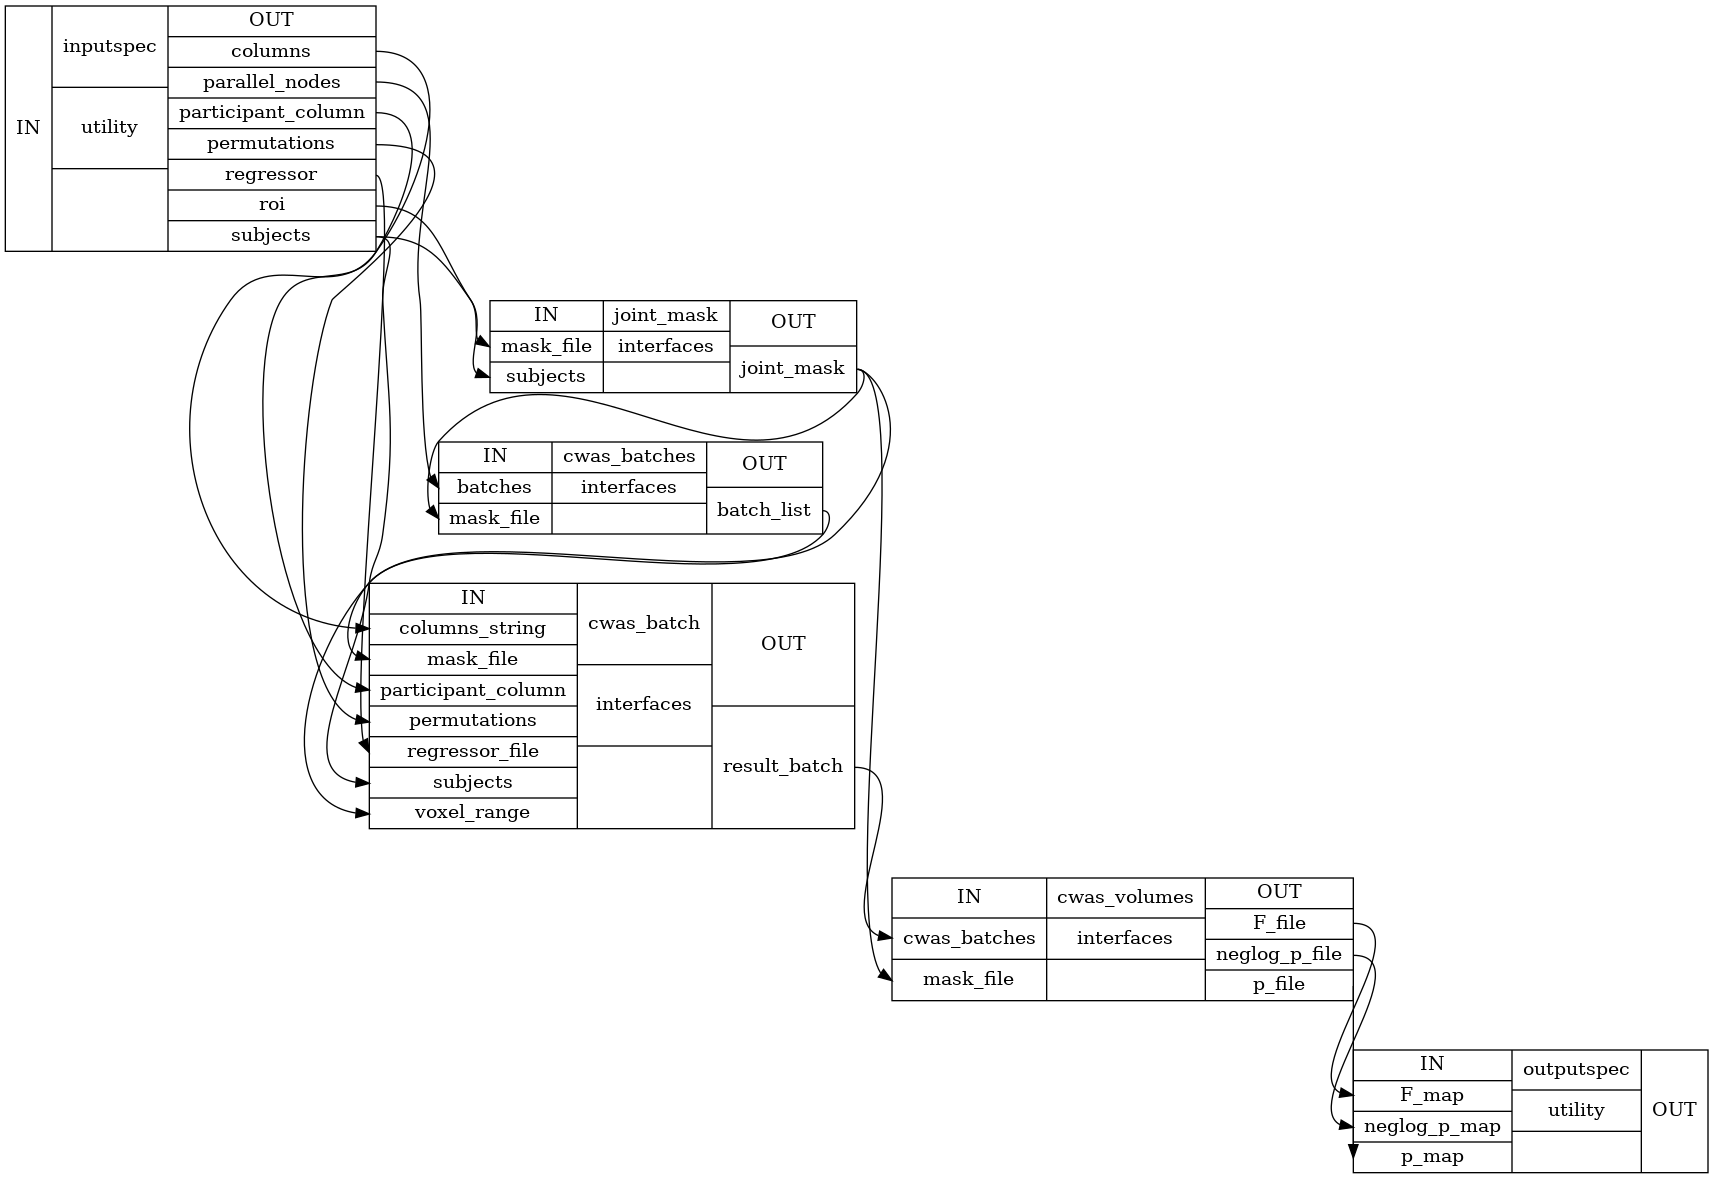 IN
inputspec
utility
OUT
columns
parallel_nodes
participant_column
permutations
regressor
roi
subjects
IN
mask_file
subjects
joint_mask
interfaces
OUT
joint_mask
IN
batches
mask_file
cwas_batches
interfaces
OUT
batch_list
IN
columns_string
mask_file
participant_column
permutations
regressor_file
subjects
voxel_range
cwas_batch
interfaces
OUT
result_batch
IN
cwas_batches
mask_file
cwas_volumes
interfaces
OUT
F_file
neglog_p_file
p_file
IN
F_map
neglog_p_map
p_map
outputspec
utility
OUT